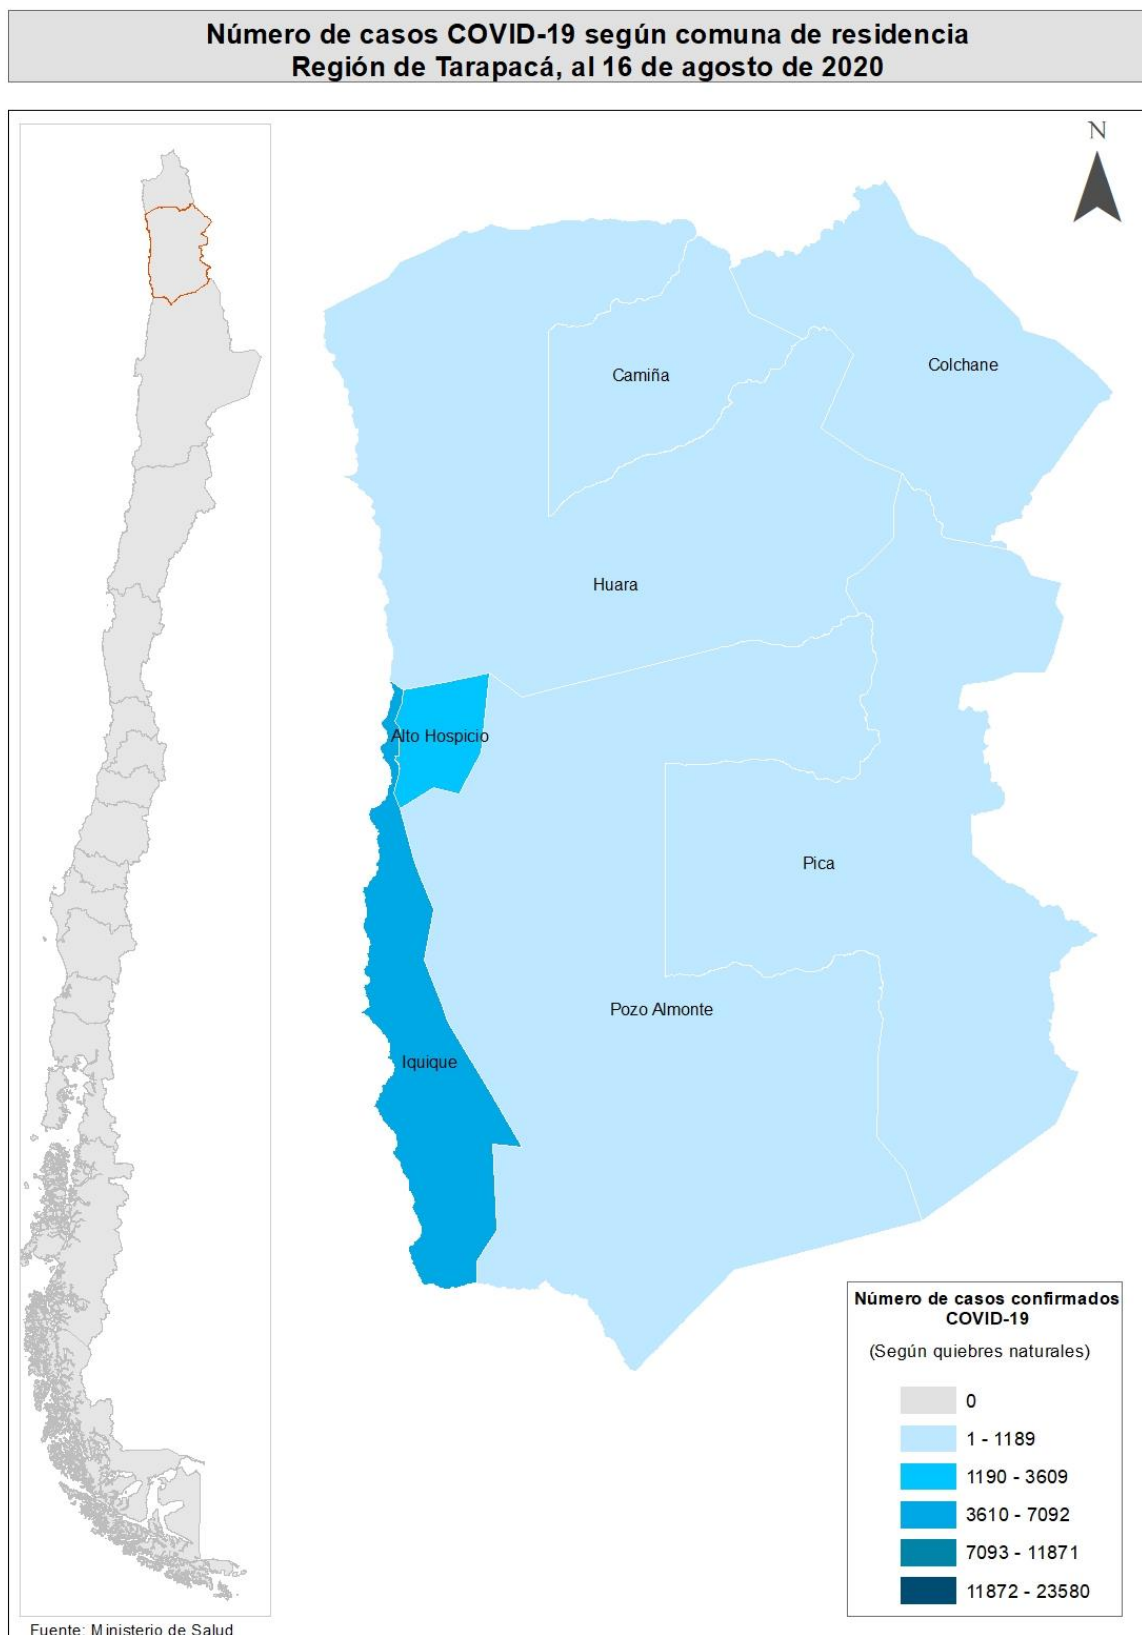 Número de casos COVID-19 según comuna de residencia
Región de Tarapacá, al 16 de agosto de 2020
N
Camiña
Colchane
Huara
Alto Hospicio
Pica
Pozo Almonte
Iquique
Número de casos confirmados
COVID-19
(Según quiebres naturales)
0
1 - 1189
1190 - 3609
3610 - 7092
7093 - 11871
11872 - 23580
Fuente: Ministerio de Salud